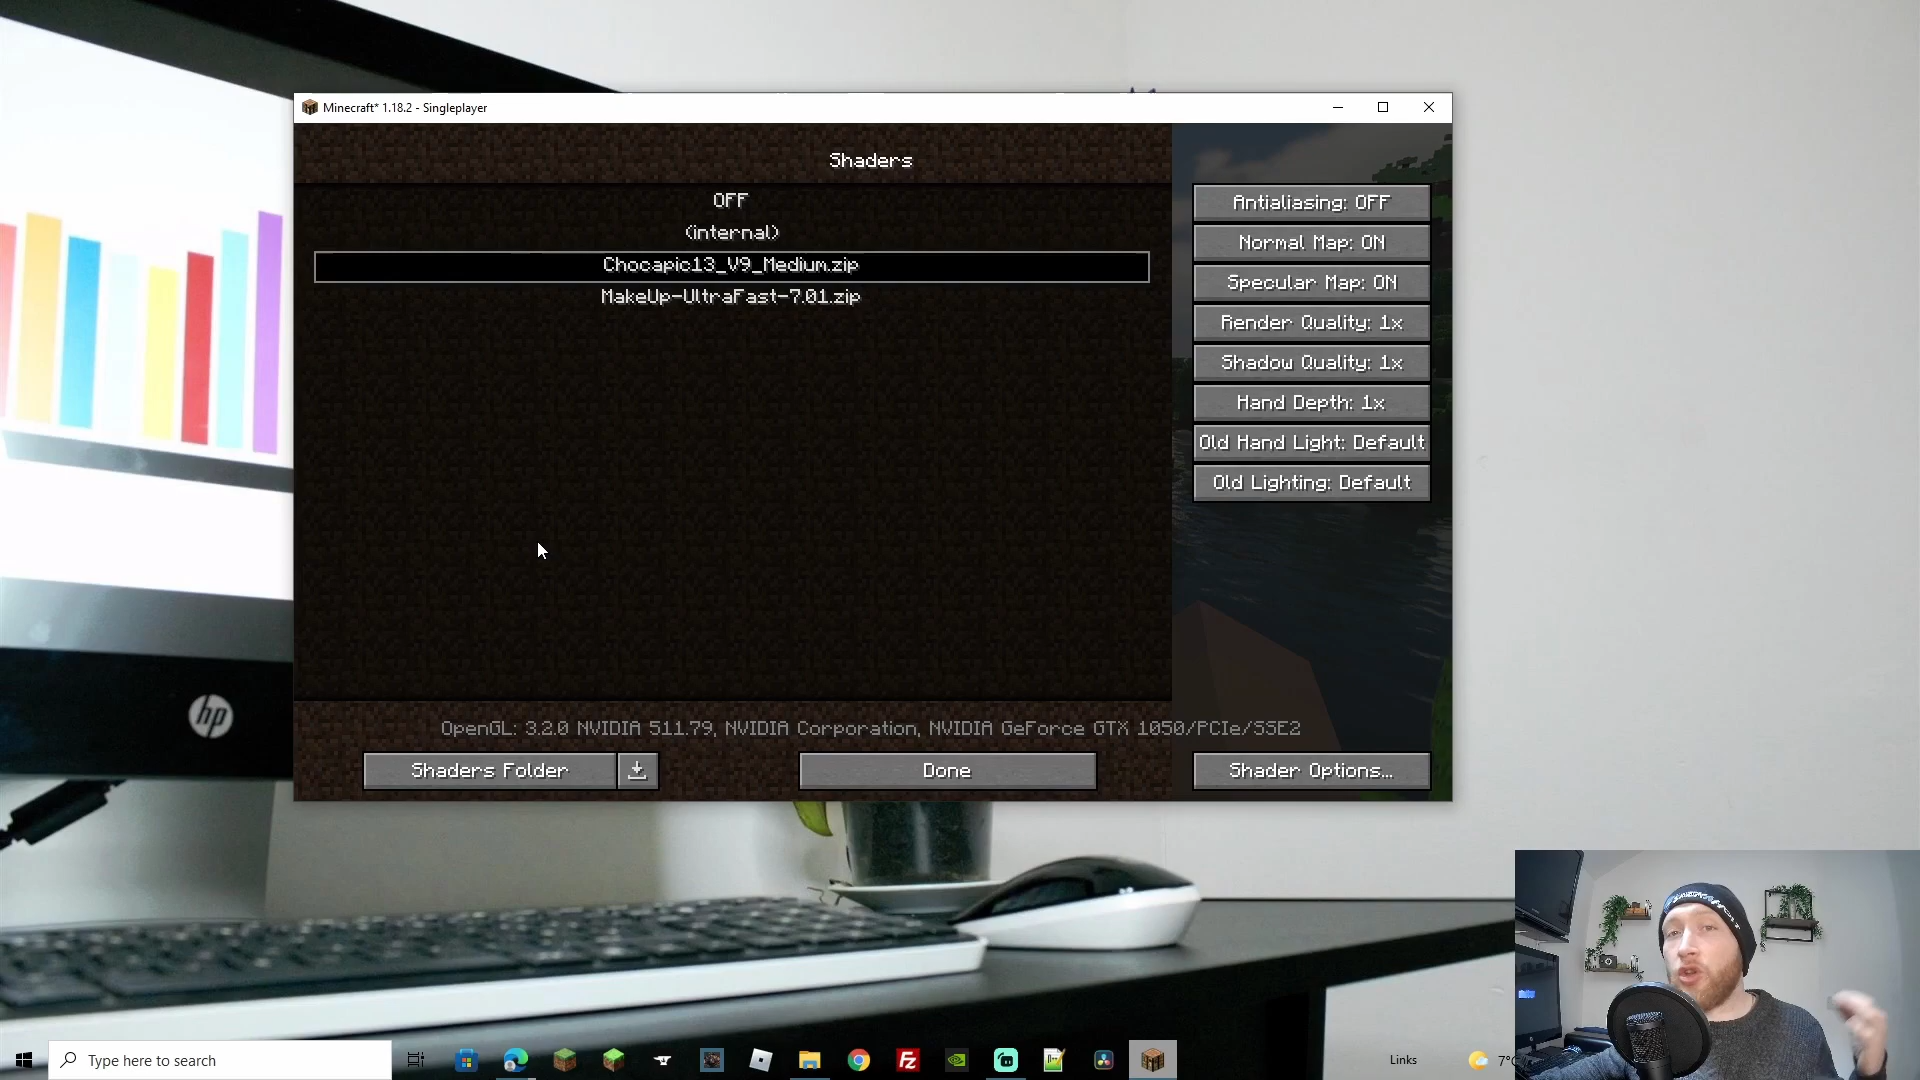 Minecraft* 1.18.2 - Singleplayer
Shaders
OFF
(internal)
Chocapic13_V9_Medium.zip
MakeUp-UltraFast-7.01.zip
Antialiasing: OFF
Normal Map: ON
Specular Map: ON
Render Quality: 1x
Shadow Quality: 1x
Hand Depth: 1x
Old Hand Light: Default
Old Lighting: Default
OpenGL: 3.2.0 NVIDIA 511.79, NVIDIA Corporation, NVIDIA GeForce GTX 1050/PCIe/SSE2
Shaders Folder
Done
Shader Options...
hp
Type here to search
Fz
Links
7°C